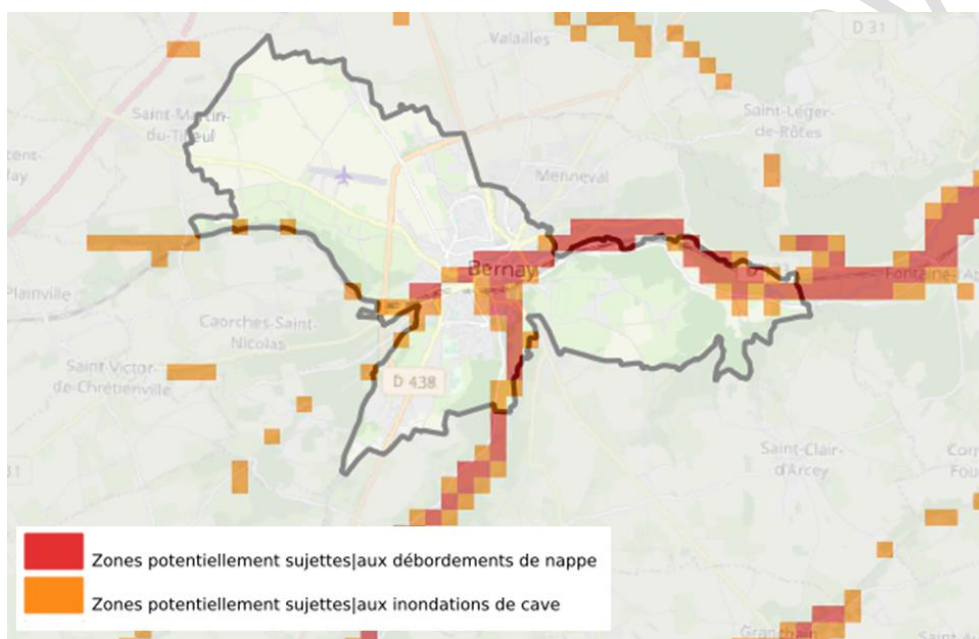 D 31
Valailles
Saint-Léger-
de-Rôtes
Saint-Martin-
du-Tilleul
Menneval
Bernay
Plainville
Caorches-Saint-
Nicolas
Saint-Victor-
de-Chrétienville
D 438
Saint-Clair-
d'Arcey
Zones potentiellement sujettes|aux débordements de nappe
Zones potentiellement sujettes|aux inondations de cave